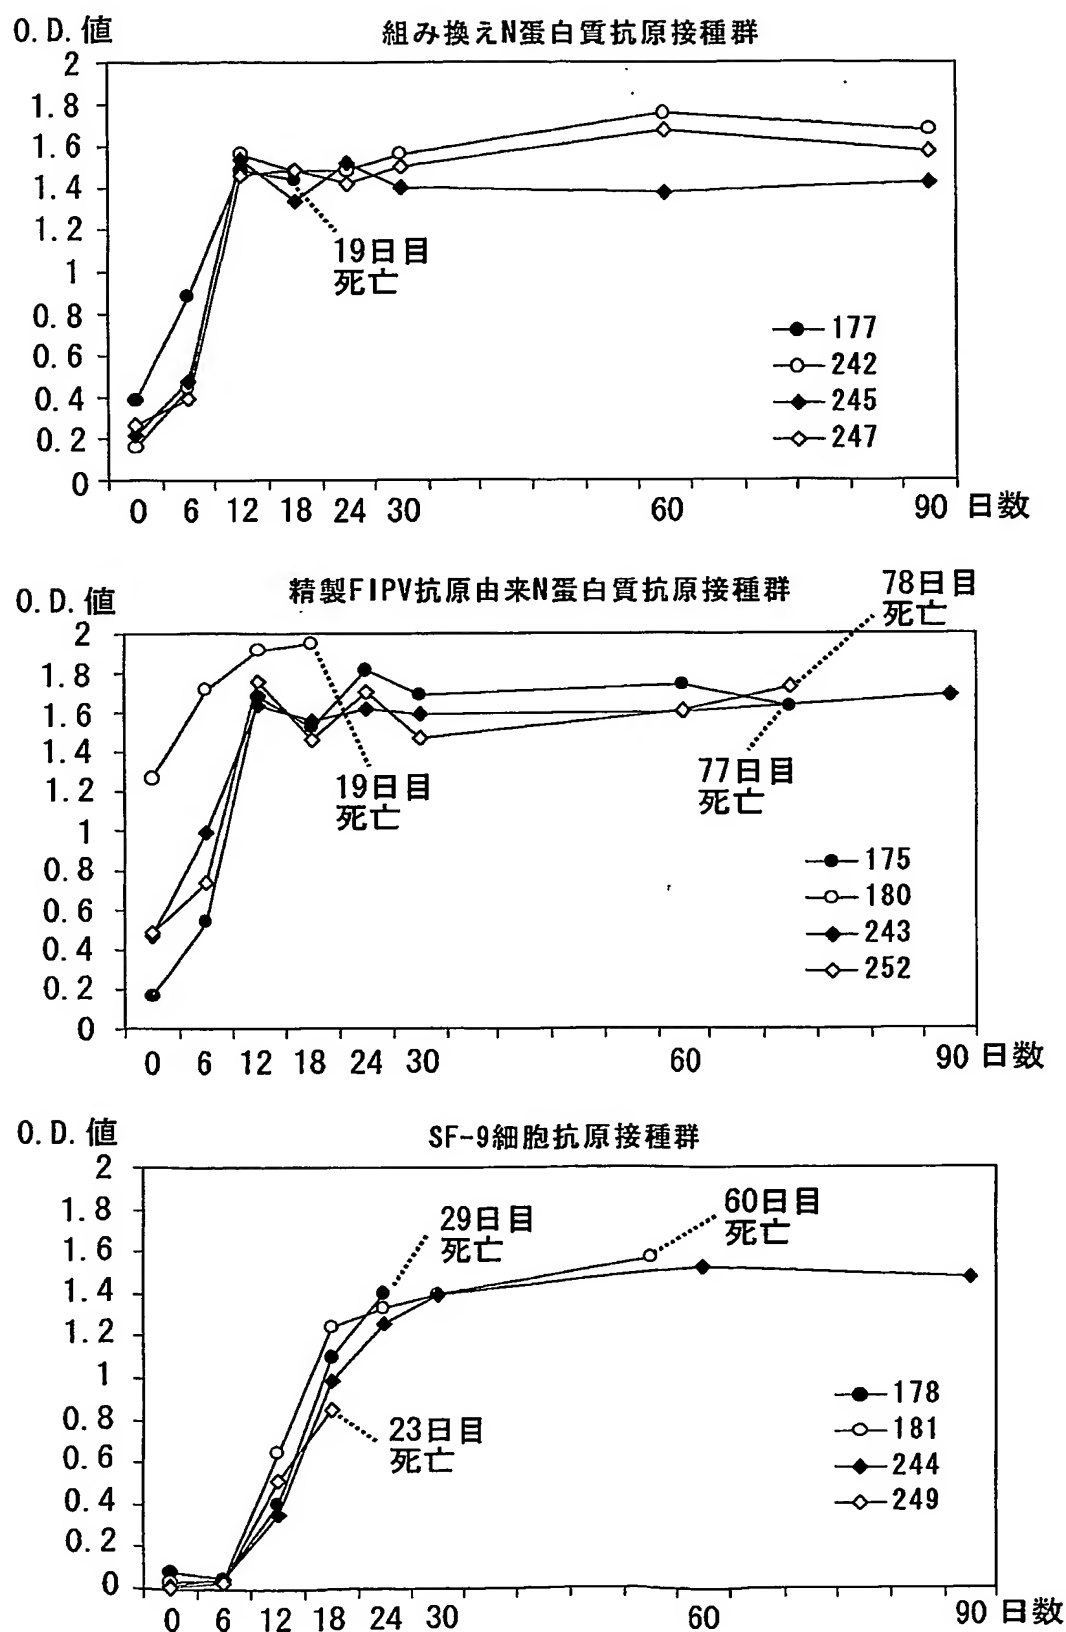 O.D.値
組み換えN蛋白質抗原接種群
2
1.8
1.6
1.4
1.2
1
0.8
0.6
0.4
0.2
0
19日目
死亡
177
242
245
247
0 6 12 18 24 30 60 90 日数
O.D.値
精製FIPV抗原由来N蛋白質抗原接種群
78日目
死亡
2
1.8
1.6
1.4
1.2
1
0.8
0.6
0.4
0.2
0
19日目
死亡
77日目
死亡
175
180
243
252
0 6 12 18 24 30 60 90 日数
O.D.値
SF-9細胞抗原接種群
2
1.8
1.6
1.4
1.2
1
0.8
0.6
0.4
0.2
0
29日目
死亡
60日目
死亡
23日目
死亡
178
181
244
249
0 6 12 18 24 30 60 90 日数